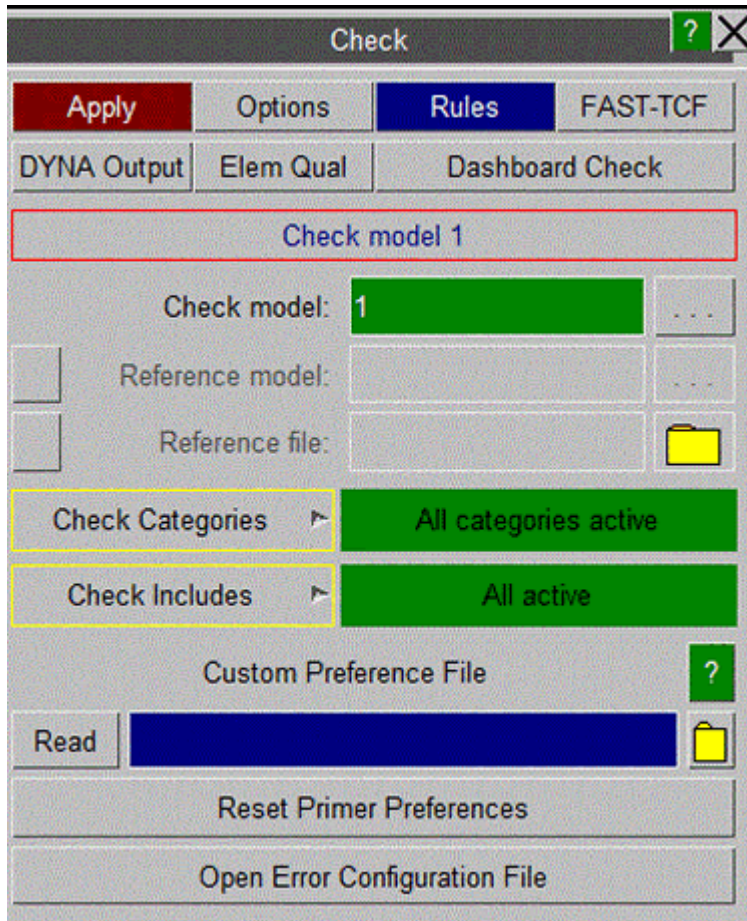 Check ?
Apply Options Rules FAST-TCF
DYNA Output Elem Qual Dashboard Check
Check model 1
Check model: 1 ...
Reference model: ...
Reference file:
Check Categories All categories active
Check Includes All active
Custom Preference File ?
Read
Reset Primer Preferences
Open Error Configuration File